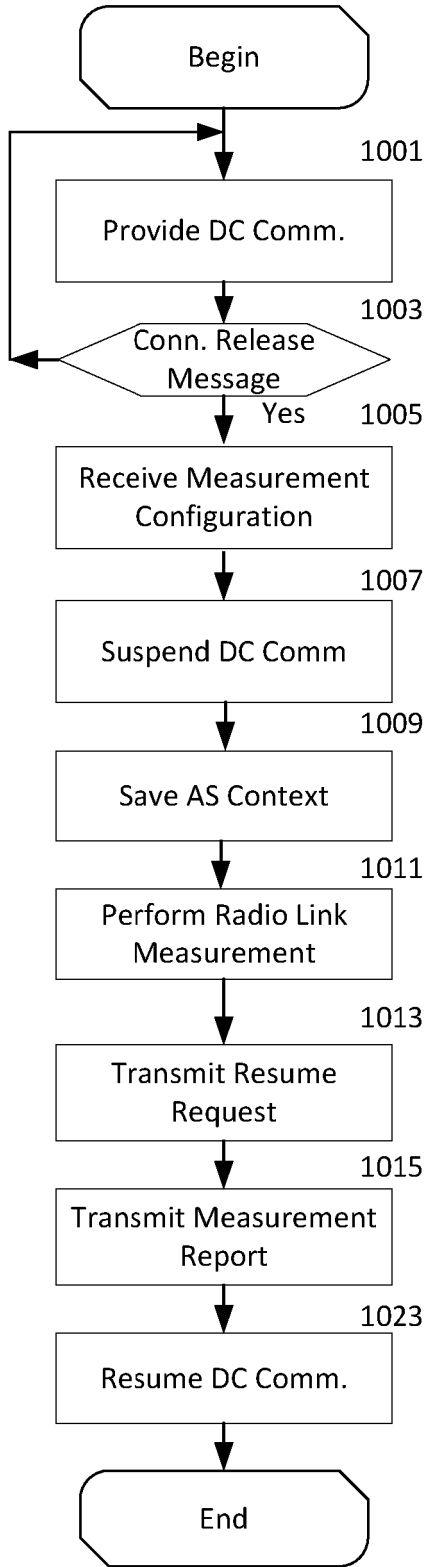 Begin
1001
Provide DC Comm.
1003
Conn. Release
Message
Yes
1005
Receive Measurement
Configuration
1007
Suspend DC Comm
1009
Save AS Context
1011
Perform Radio Link
Measurement
1013
Transmit Resume
Request
1015
Transmit Measurement
Report
1023
Resume DC Comm.
End